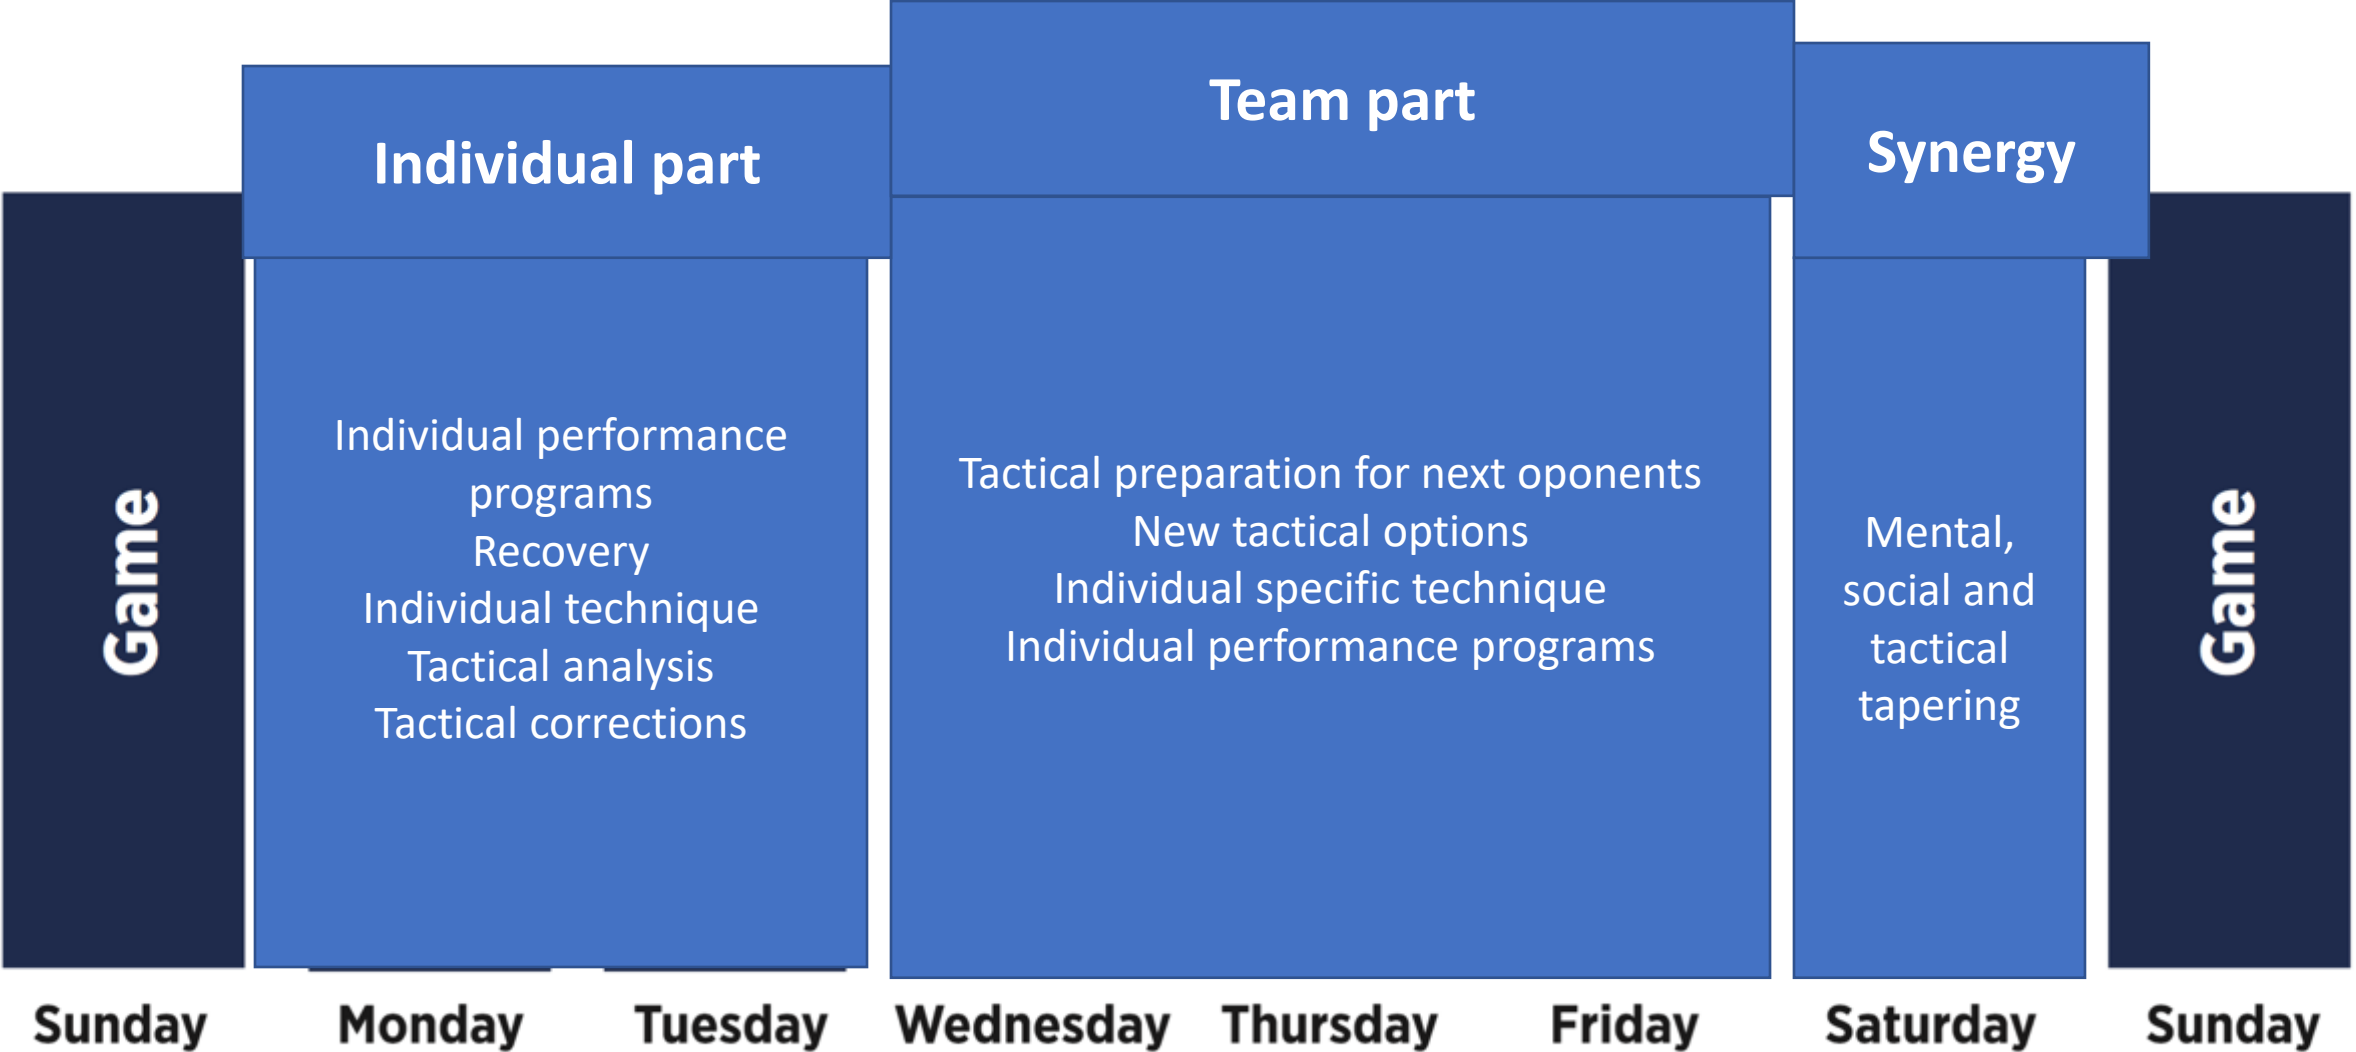 Team part
Individual part
Synergy
Game
Individual performance
programs
Recovery
Individual technique
Tactical analysis
Tactical corrections
Tactical preparation for next oponents
New tactical options
Individual specific technique
Individual performance programs
Mental,
social and
tactical
tapering
Game
Sunday Monday Tuesday Wednesday Thursday Friday Saturday Sunday